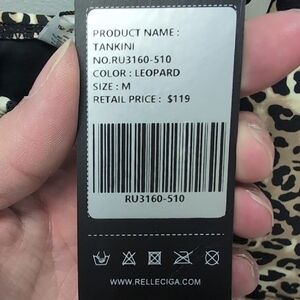 PRODUCT NAME :
TANKINI
NO.RU3160-510
COLOR : LEOPARD
SIZE : M
RETAIL PRICE : $119
RU3160-510
WWW.RELLECIGA.COM